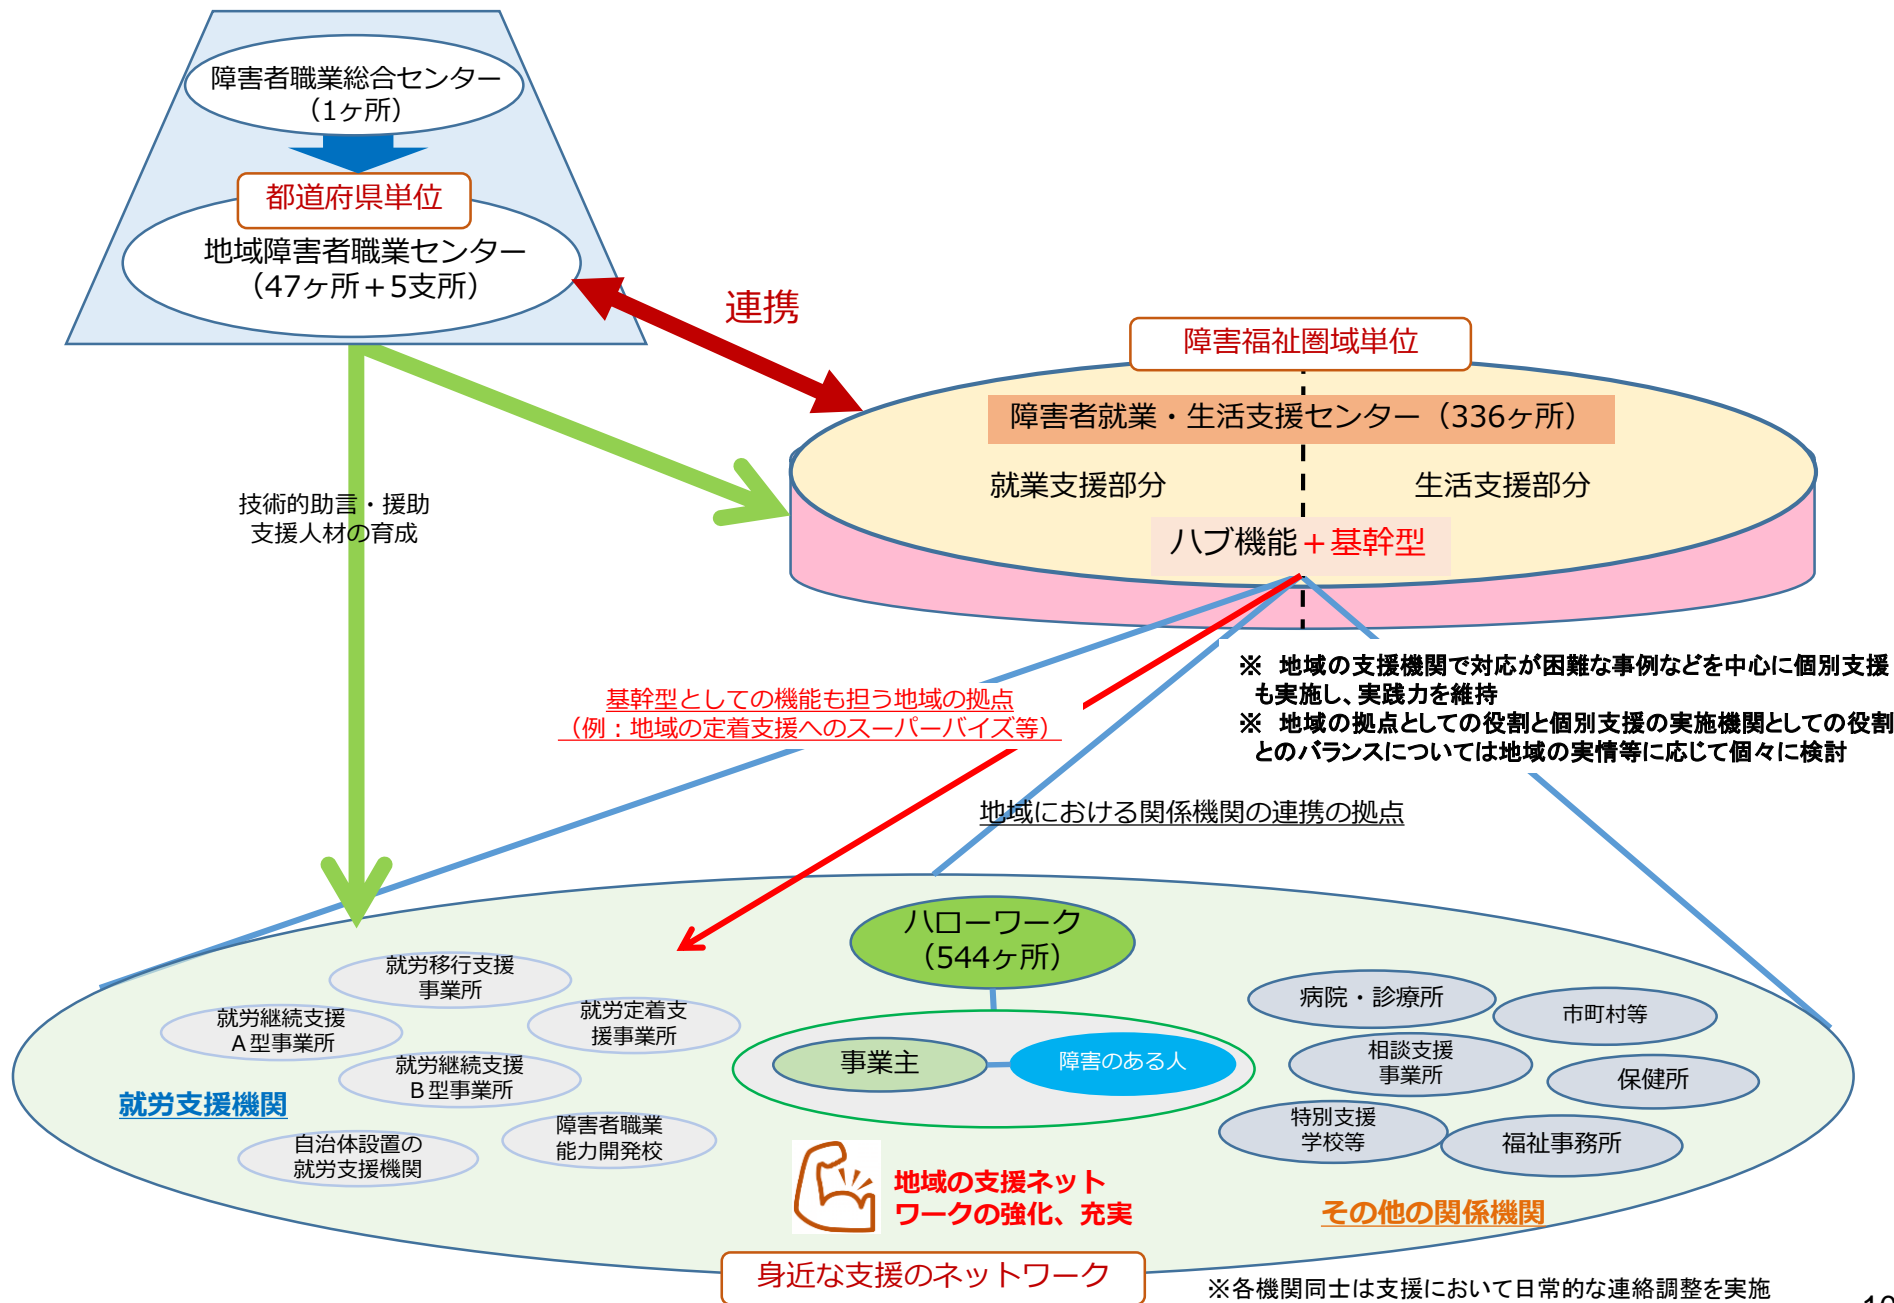 障害者職業総合センター
（1ヶ所）
都道府県単位
地域障害者職業センター
（47ヶ所＋5支所）
連携
障害福祉圏域単位
障害者就業・生活支援センター（336ヶ所）
就業支援部分
生活支援部分
ハブ機能＋基幹型
技術的助言・援助
支援人材の育成
※　地域の支援機関で対応が困難な事例などを中心に個別支援
も実施し、実践力を維持
※　地域の拠点としての役割と個別支援の実施機関としての役割
とのバランスについては地域の実情等に応じて個々に検討
基幹型としての機能も担う地域の拠点
（例：地域の定着支援へのスーパーバイズ等）
地域における関係機関の連携の拠点
ハローワーク
（544ヶ所）
就労移行支援
事業所
就労継続支援
Ａ型事業所
就労定着支
援事業所
就労継続支援
Ｂ型事業所
就労支援機関
自治体設置の
就労支援機関
障害者職業
能力開発校
事業主
障害のある人
病院・診療所
市町村等
相談支援
事業所
保健所
特別支援
学校等
福祉事務所
地域の支援ネット
ワークの強化、充実
その他の関係機関
身近な支援のネットワーク
※各機関同士は支援において日常的な連絡調整を実施